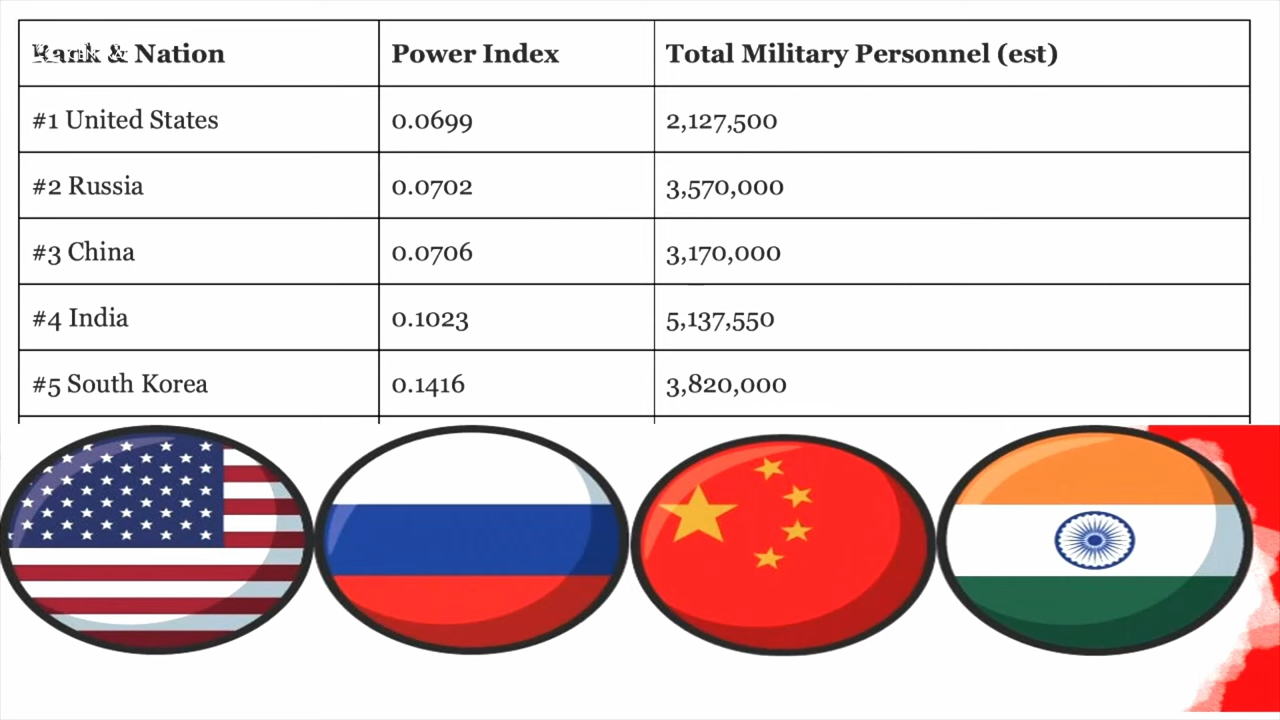 Rank & Nation Power Index Total Military Personnel (est)
#1 United States 0.0699 2,127,500
#2 Russia 0.0702 3,570,000
#3 China 0.0706 3,170,000
#4 India 0.1023 5,137,550
#5 South Korea 0.1416 3,820,000